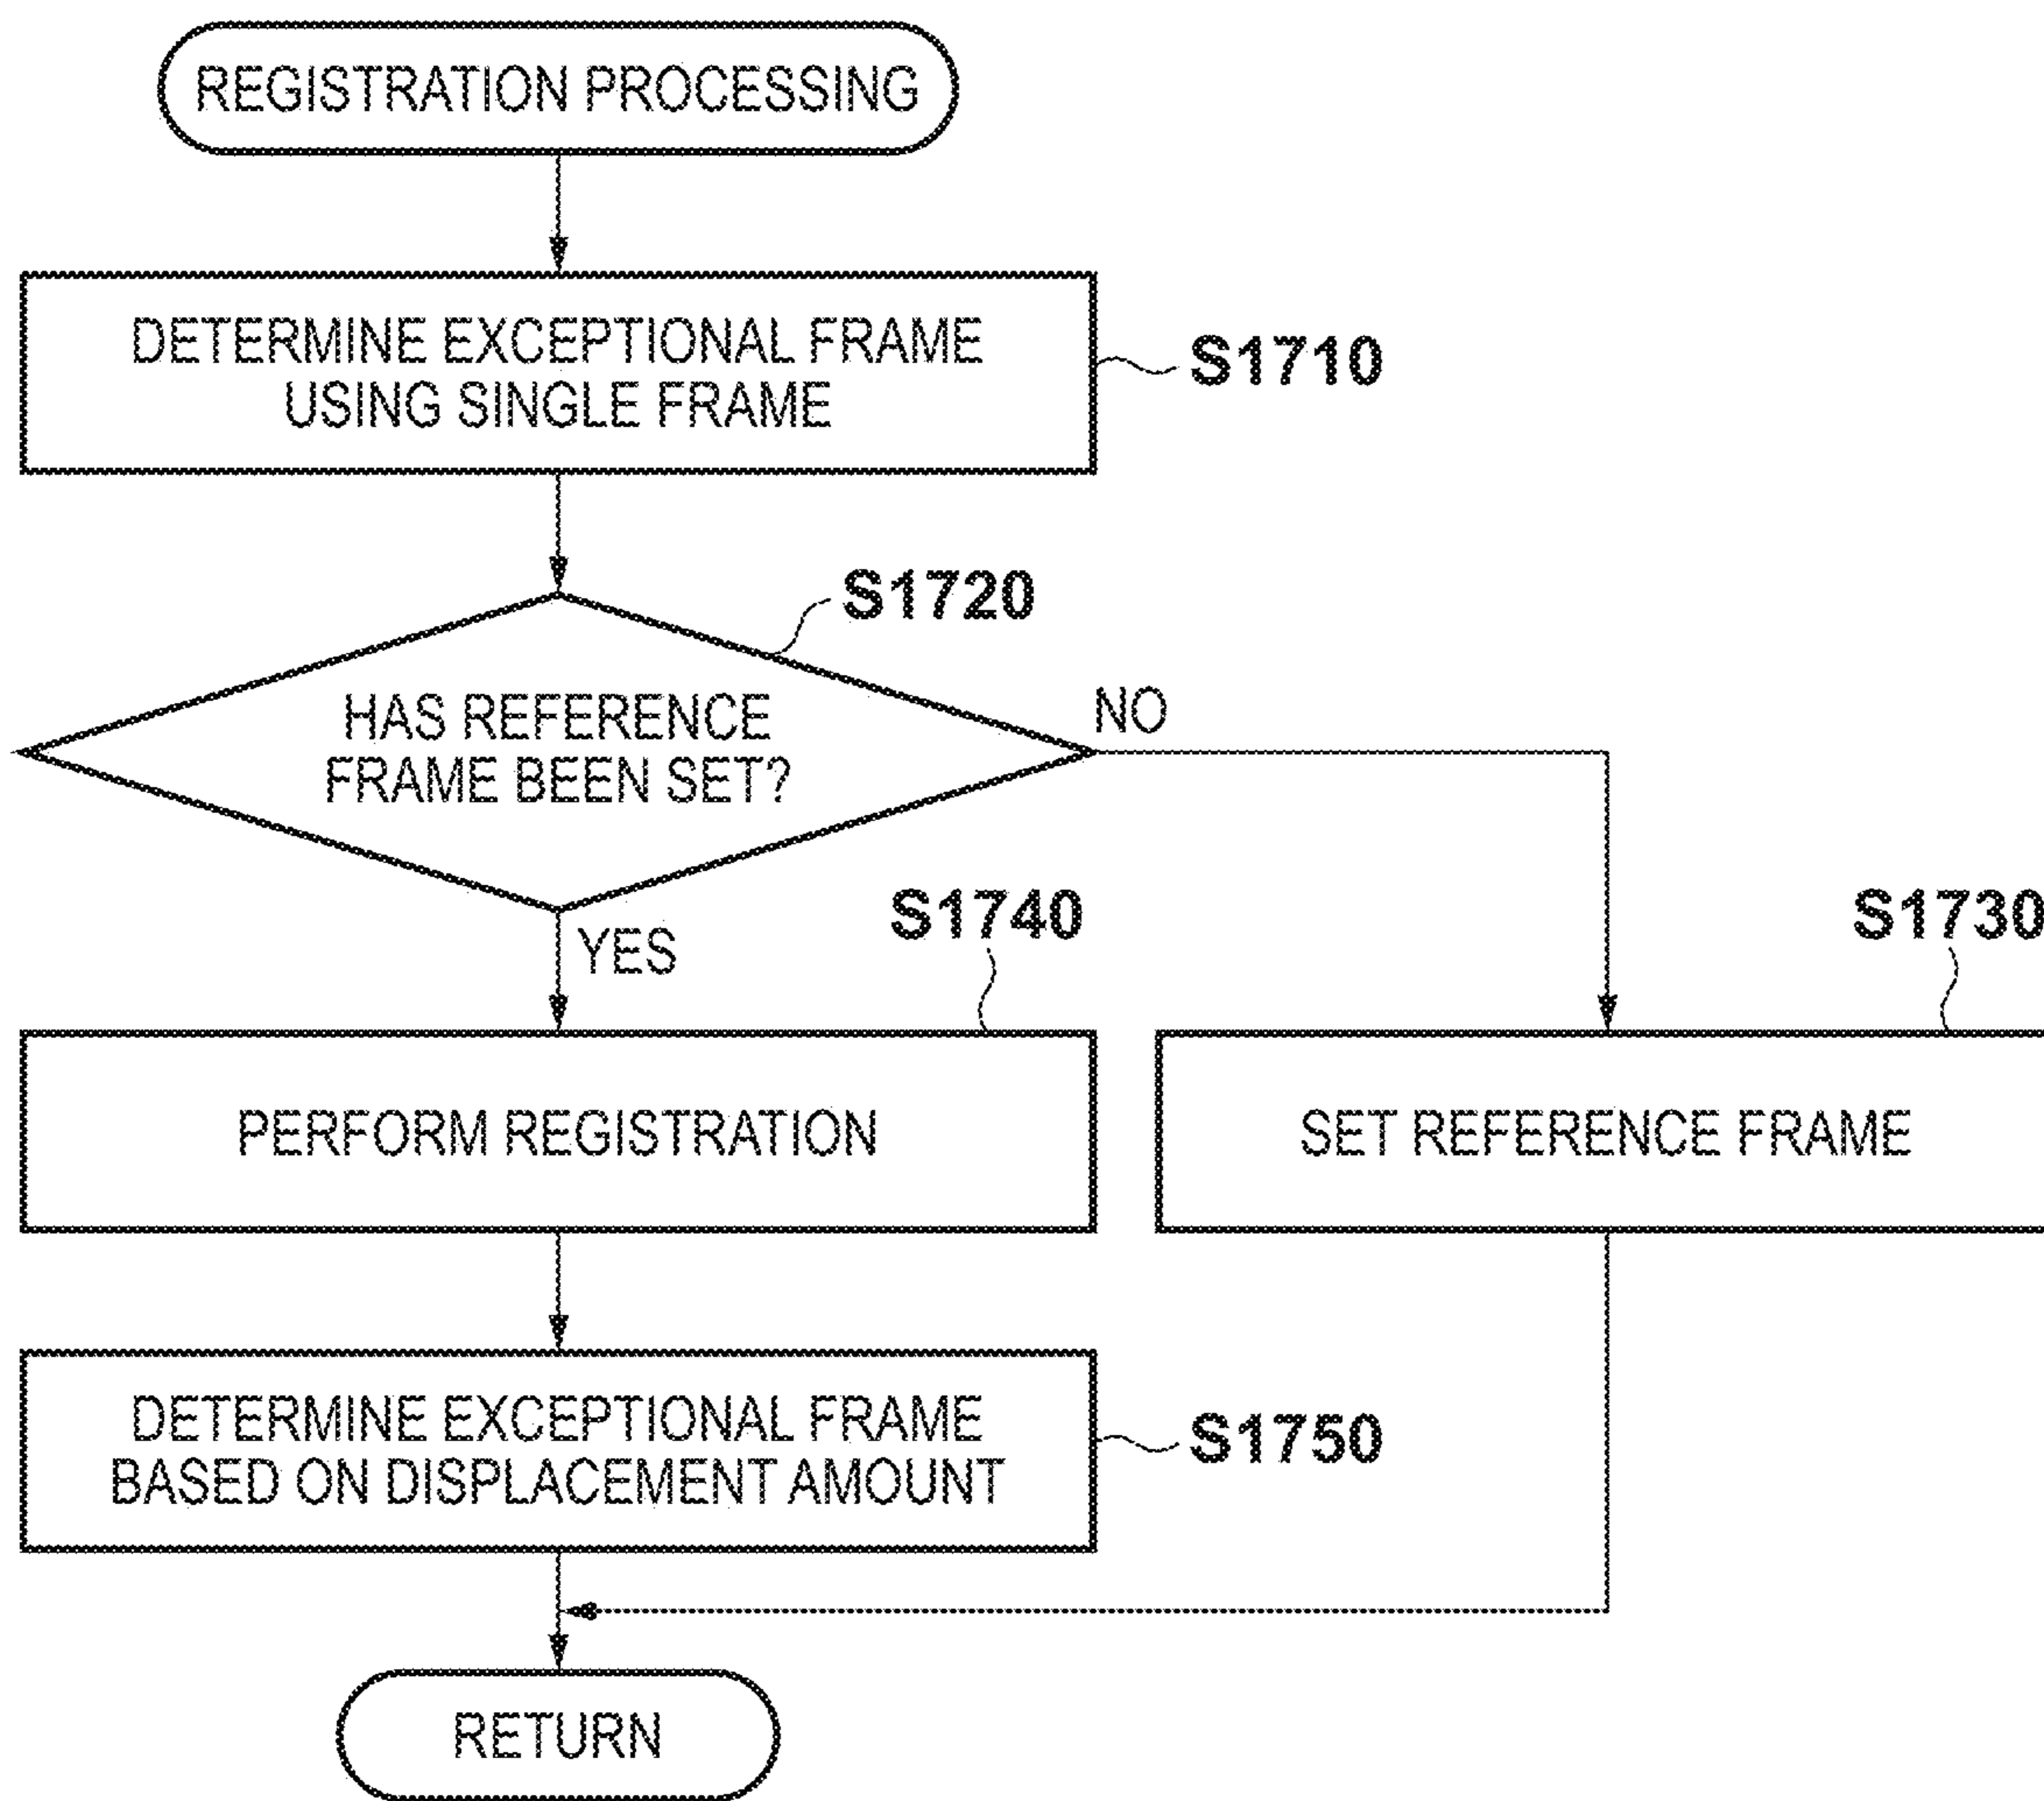 REGISTRATION PROCESSING
DETERMINE EXCEPTIONAL FRAME
USING SINGLE FRAME
S1710
S1720
HAS REFERENCE
FRAME BEEN SET?
NO
YES
S1740
S1730
PERFORM REGISTRATION
SET REFERENCE FRAME
DETERMINE EXCEPTIONAL FRAME
BASED ON DISPLACEMENT AMOUNT
S1750
RETURN